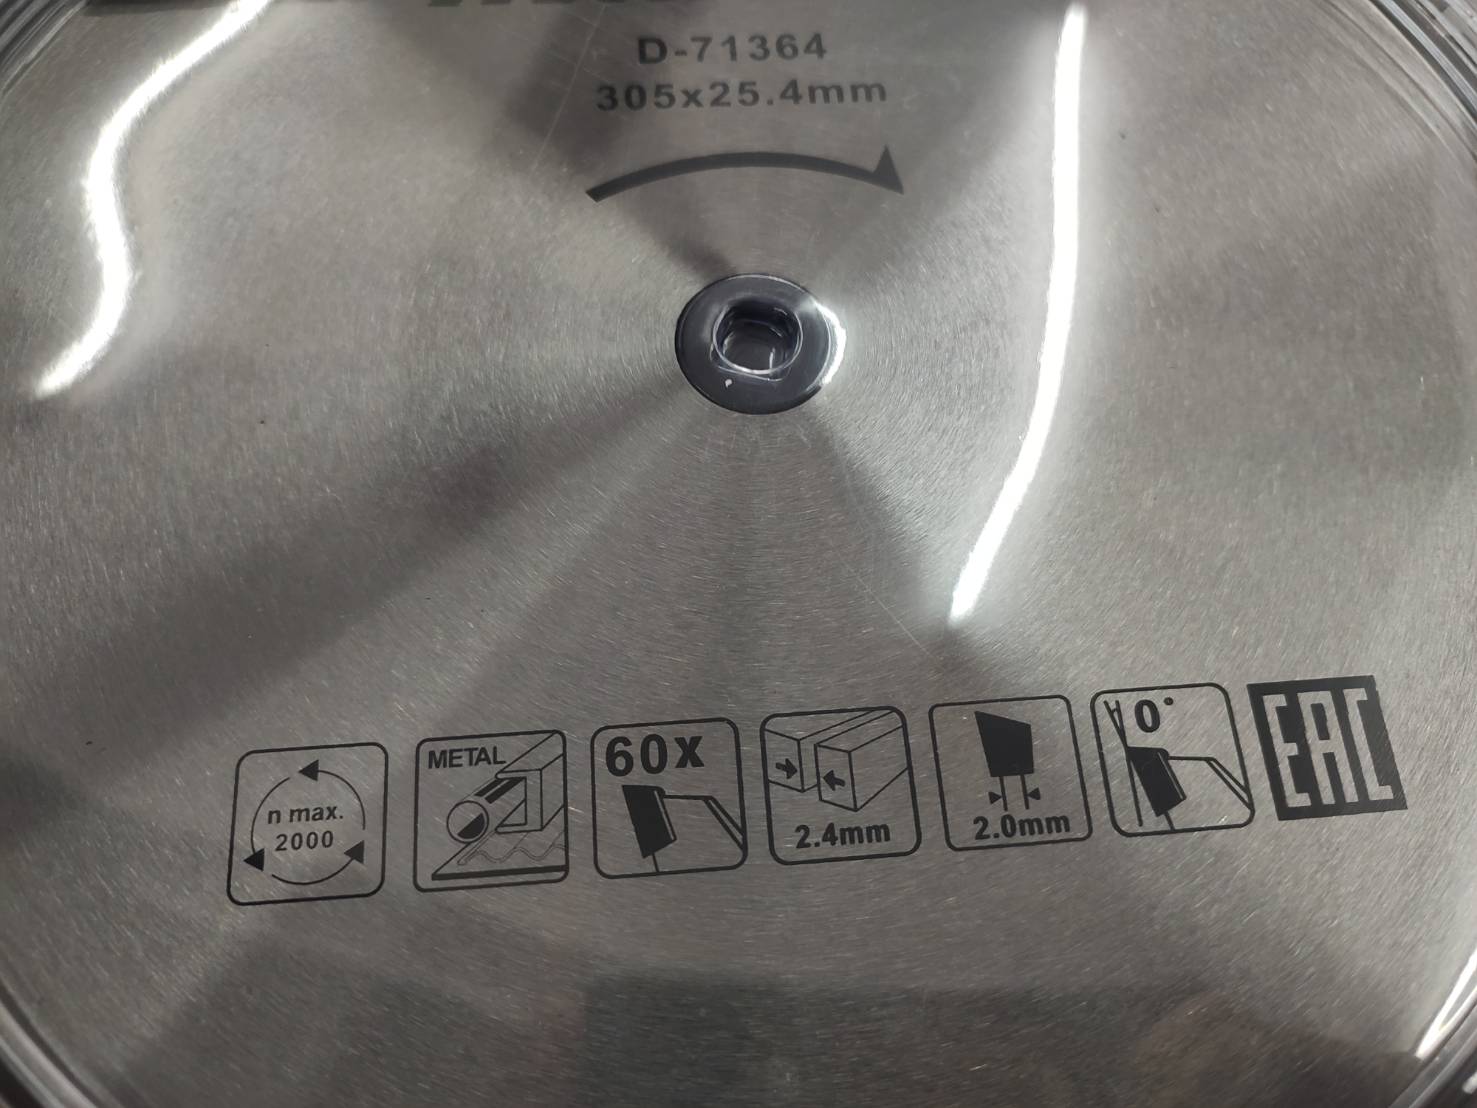 D-71364
305x25.4mm
n max.
2000
METAL
60X
2.4mm
2.0mm
0°
EAC